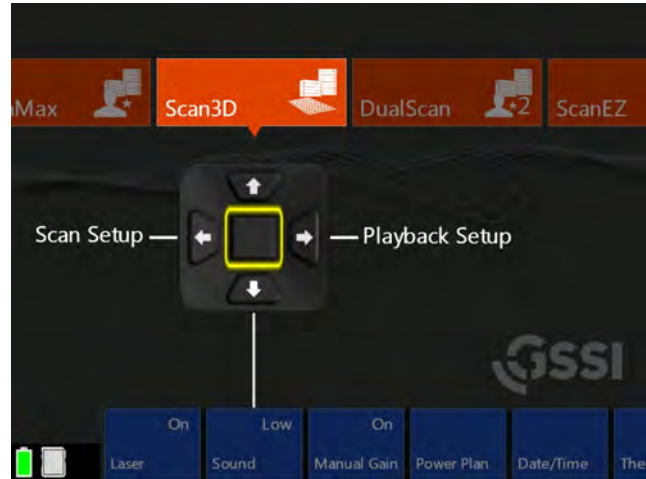 Max
Scan3D
DualScan
2
ScanEZ
Scan Setup
Playback Setup
GSSI
On
Low
On
Laser
Sound
Manual Gain
Power Plan
Date/Time
The